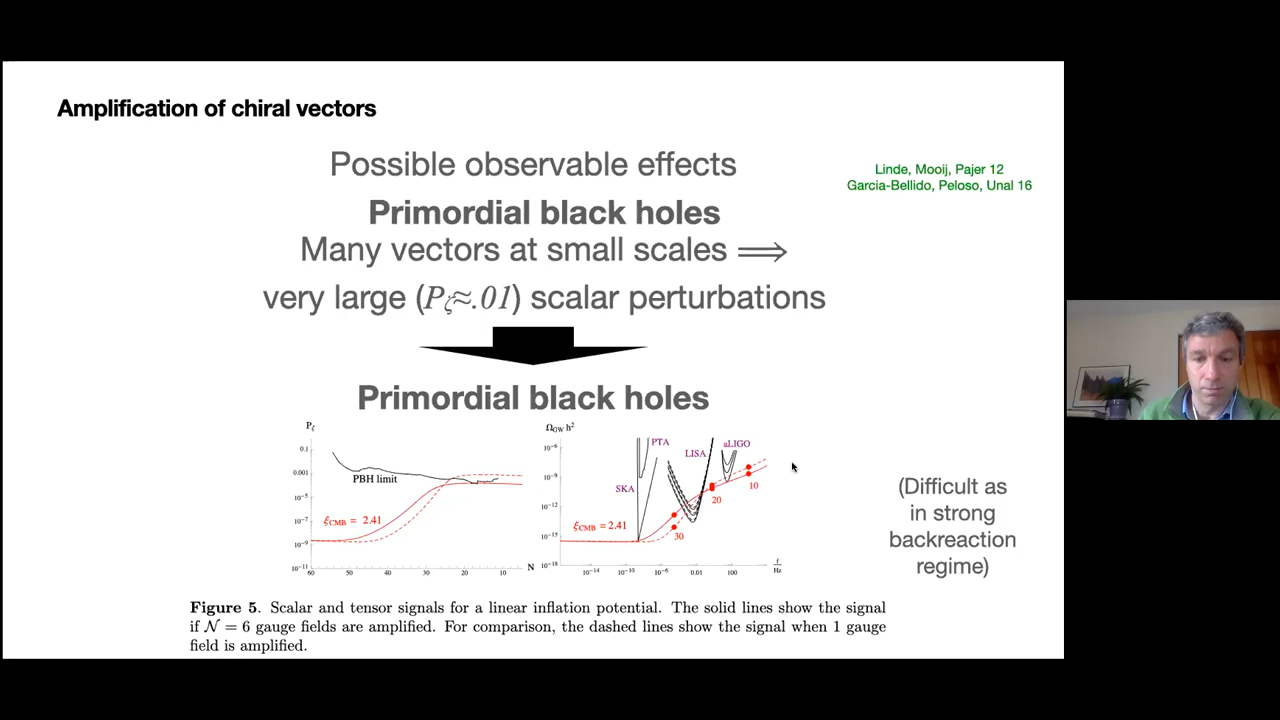 Amplification of chiral vectors
Possible observable effects
Linde, Mooij, Pajer 12
Garcia-Bellido, Peloso, Unal 16
Primordial black holes
Many vectors at small scales ⟹
very large (Pζ≈.01) scalar perturbations
Primordial black holes
Pζ
0.1
0.001
10⁻⁵
10⁻⁷
10⁻⁹
10⁻¹¹
PBH limit
ξCMB = 2.41
60 50 40 30 20 10 N
ΩGW h²
10⁻⁶
10⁻⁹
10⁻¹²
10⁻¹⁵
10⁻¹⁸
PTA
LISA
aLIGO
SKA
10
20
30
ξCMB = 2.41
10⁻¹⁴ 10⁻¹⁰ 10⁻⁶ 0.01 100 f/Hz
(Difficult as
in strong
backreaction
regime)
Figure 5. Scalar and tensor signals for a linear inflation potential. The solid lines show the signal
if 𝒩 = 6 gauge fields are amplified. For comparison, the dashed lines show the signal when 1 gauge
field is amplified.